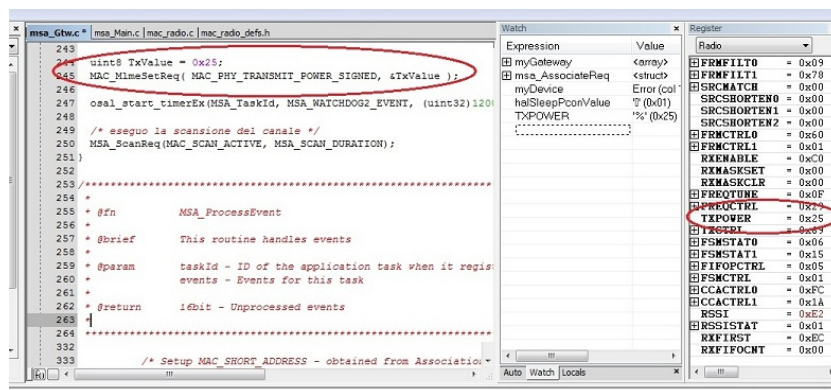 msa_Gtw.c * | msa_Main.c | mac_radio.c | mac_radio_defs.h
243
244 uint8 TxValue = 0x25;
245 MAC_MlmeSetReq( MAC_PHY_TRANSMIT_POWER_SIGNED, &TxValue );
246
247 osal_start_timerEx(MSA_TaskId, MSA_WATCHDOG2_EVENT, (uint32)1200
248
249 /* eseguo la scansione del canale */
250 MSA_ScanReq(MAC_SCAN_ACTIVE, MSA_SCAN_DURATION);
251 }
252
253 /****************************************************************
254 *
255 * @fn MSA_ProcessEvent
256 *
257 * @brief This routine handles events
258 *
259 * @param taskId - ID of the application task when it regis
260 * events - Events for this task
261 *
262 * @return 16bit - Unprocessed events
263 *
264 ****************************************************************
333 /* Setup MAC_SHORT_ADDRESS - obtained from Association
Watch
Expression Value
myGateway <array>
msa_AssociateReq <struct>
myDevice Error (col
halSleepPconValue '' (0x01)
TXPOWER '%' (0x25)
Auto Watch Locals
Register
Radio
FRMFILT0 = 0x09
FRMFILT1 = 0x78
SRCMATCH = 0x00
SRCSHORTEN0 = 0x00
SRCSHORTEN1 = 0x00
SRCSHORTEN2 = 0x00
FRMCTRL0 = 0x60
FRMCTRL1 = 0x01
RXENABLE = 0xC0
RXMASKSET = 0x00
RXMASKCLR = 0x00
FREQTUNE = 0x0F
FREQCTRL = 0x29
TXPOWER = 0x25
TXCTRL = 0x69
FSMSTAT0 = 0x06
FSMSTAT1 = 0x15
FIFOPCTRL = 0x05
FSMCTRL = 0x01
CCACTRL0 = 0xFC
CCACTRL1 = 0x1A
RSSI = 0xE2
RSSISTAT = 0x01
RXFIRST = 0xEC
RXFIFOCNT = 0x00